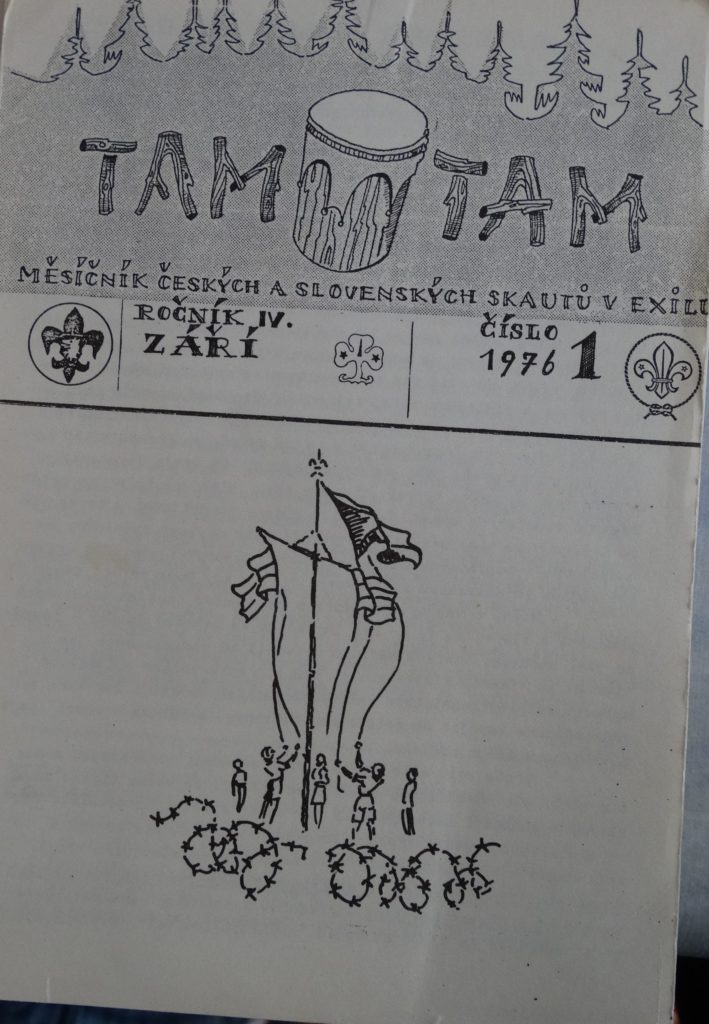 TAM TAM
MĚSÍČNÍK ČESKÝCH A SLOVENSKÝCH SKAUTŮ V EXILU
ROČNÍK IV.
ZÁŘÍ
ČÍSLO
1976 1